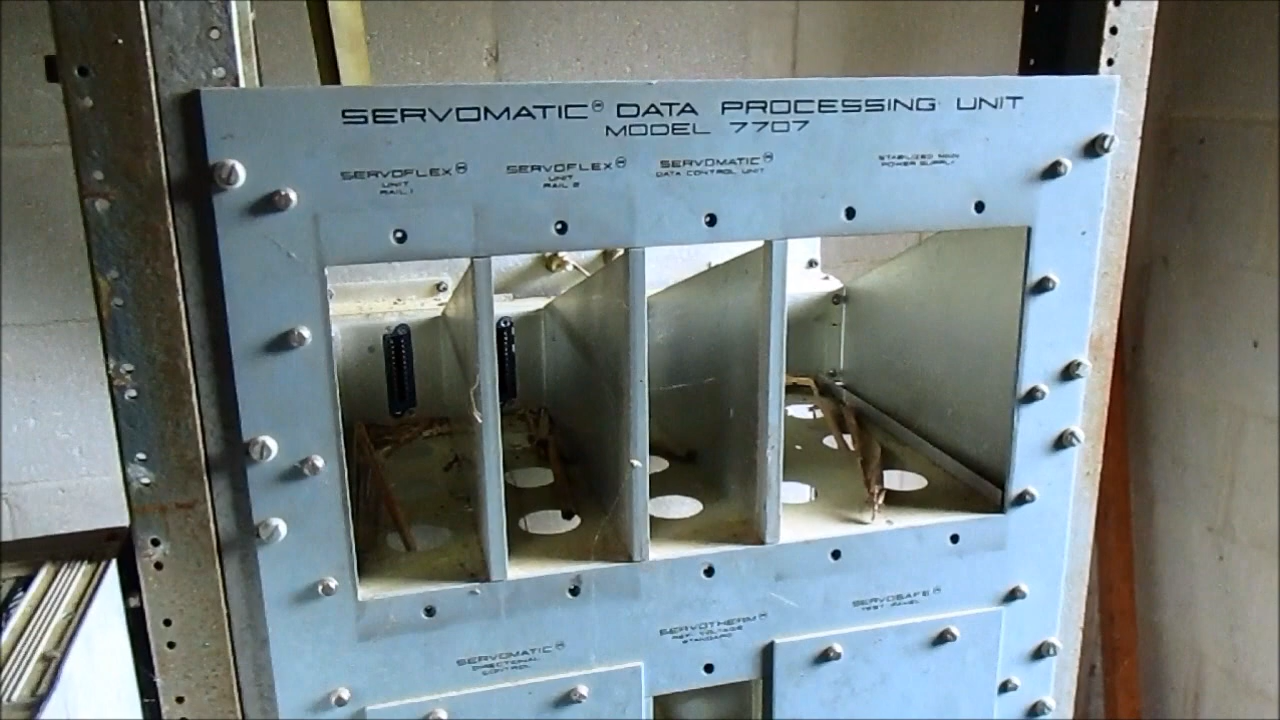 SERVOMATIC® DATA PROCESSING UNIT
MODEL 7707
SERVOFLEX®
UNIT
RAIL 1
SERVOFLEX®
UNIT
RAIL 2
SERVOMATIC®
DATA CONTROL UNIT
STABILIZED MAIN
POWER SUPPLY
SERVOMATIC®
DIRECTIONAL
CONTROL
SERVOTHERM®
REF. VOLTAGE
STANDARD
SERVOSAFE®
TEST PANEL